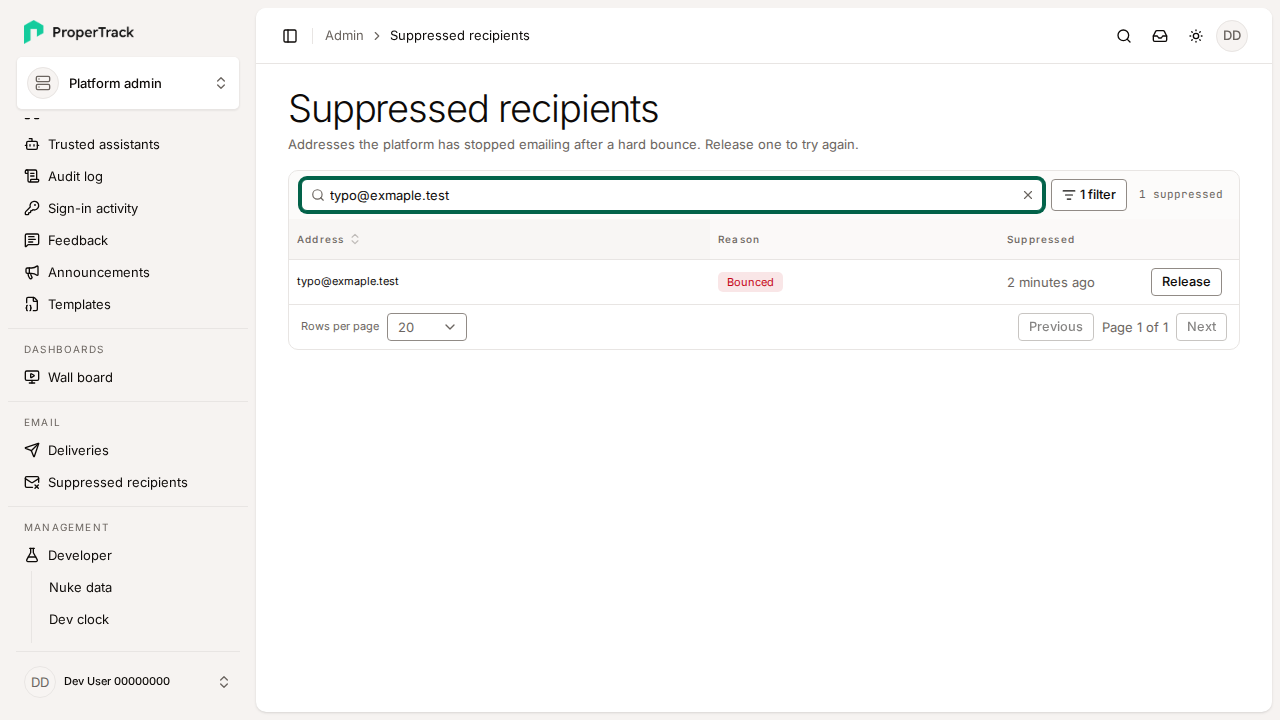 ProperTrack
Platform admin
Trusted assistants
Audit log
Sign-in activity
Feedback
Announcements
Templates
DASHBOARDS
Wall board
EMAIL
Deliveries
Suppressed recipients
MANAGEMENT
Developer
Nuke data
Dev clock
DD Dev User 00000000
Admin > Suppressed recipients
DD
Suppressed recipients
Addresses the platform has stopped emailing after a hard bounce. Release one to try again.
typo@exmaple.test
1 filter
1 suppressed
Address Reason Suppressed
typo@exmaple.test Bounced 2 minutes ago Release
Rows per page 20 Previous Page 1 of 1 Next